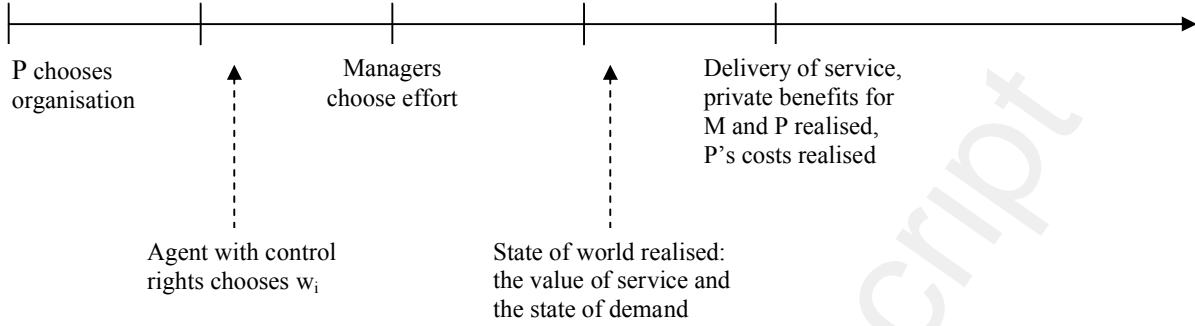 P chooses
organisation
Managers
choose effort
Delivery of service,
private benefits for
M and P realised,
P's costs realised
Agent with control
rights chooses wi
State of world realised:
the value of service and
the state of demand
cript